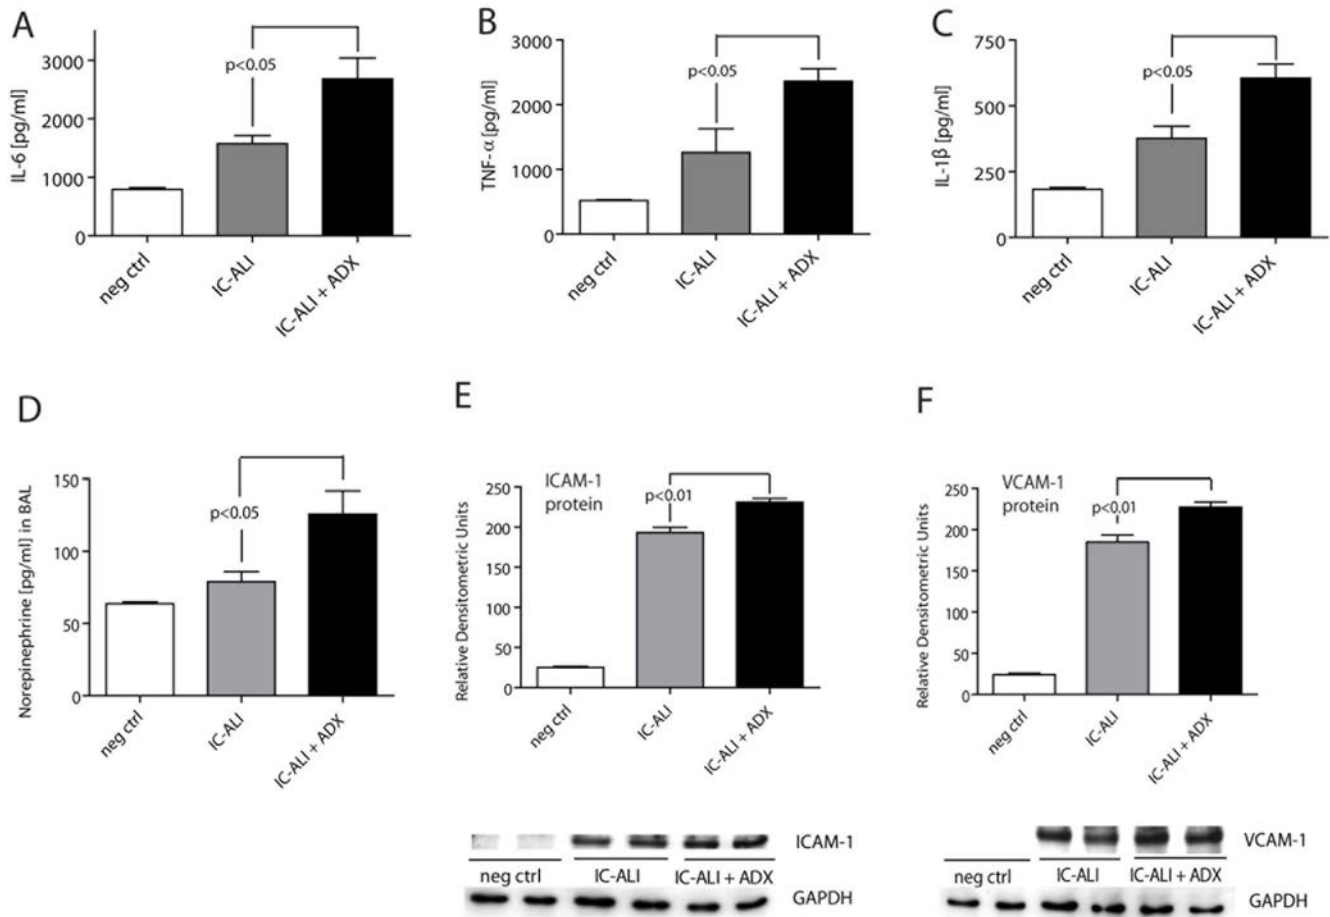 A
IL-6 [pg/ml]
3000
2000
1000
0
p<0.05
neg ctrl
IC-ALI
IC-ALI + ADX
B
TNF-α [pg/ml]
3000
2000
1000
0
p<0.05
neg ctrl
IC-ALI
IC-ALI + ADX
C
IL-1β [pg/ml]
750
500
250
0
p<0.05
neg ctrl
IC-ALI
IC-ALI + ADX
D
Norepinephrine [pg/ml] in BAL
150
100
50
0
p<0.05
neg ctrl
IC-ALI
IC-ALI + ADX
E
Relative Densitometric Units
250
200
150
100
50
0
ICAM-1
protein
p<0.01
neg ctrl
IC-ALI
IC-ALI + ADX
ICAM-1
neg ctrl
IC-ALI
IC-ALI + ADX
GAPDH
F
Relative Densitometric Units
250
200
150
100
50
0
VCAM-1
protein
p<0.01
neg ctrl
IC-ALI
IC-ALI + ADX
VCAM-1
neg ctrl
IC-ALI
IC-ALI + ADX
GAPDH